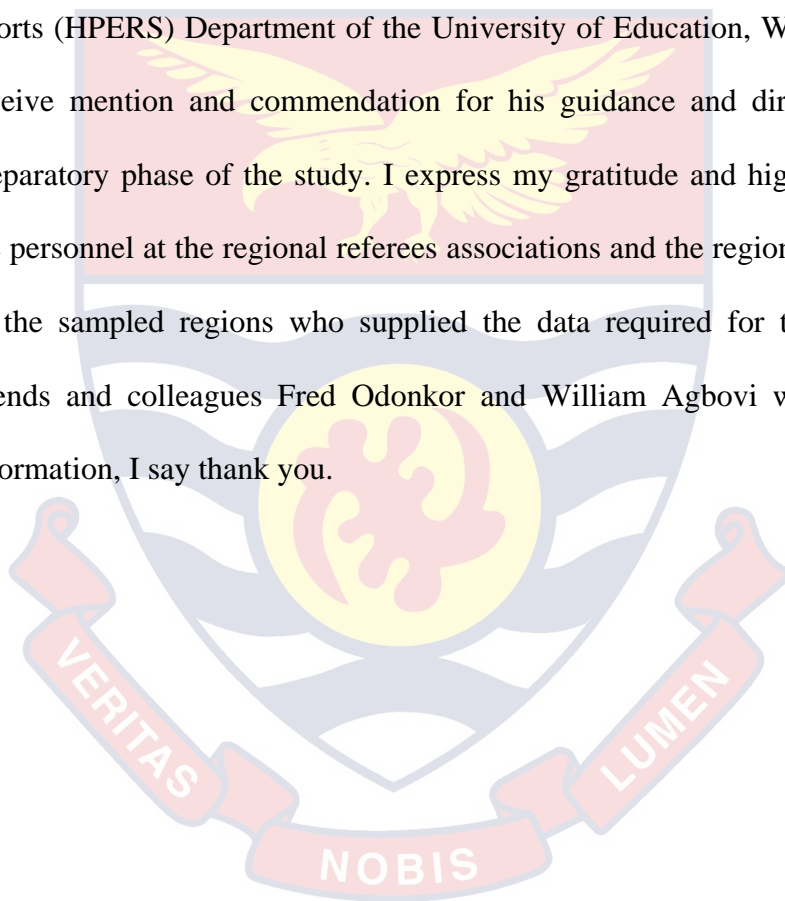 orts (HPERS) Department of the University of Education, W
eive mention and commendation for his guidance and dir
eparatory phase of the study. I express my gratitude and hig
personnel at the regional referees associations and the region
the sampled regions who supplied the data required for t
ends and colleagues Fred Odonkor and William Agbovi w
ormation, I say thank you.
VERITAS
NOBIS
LUMEN